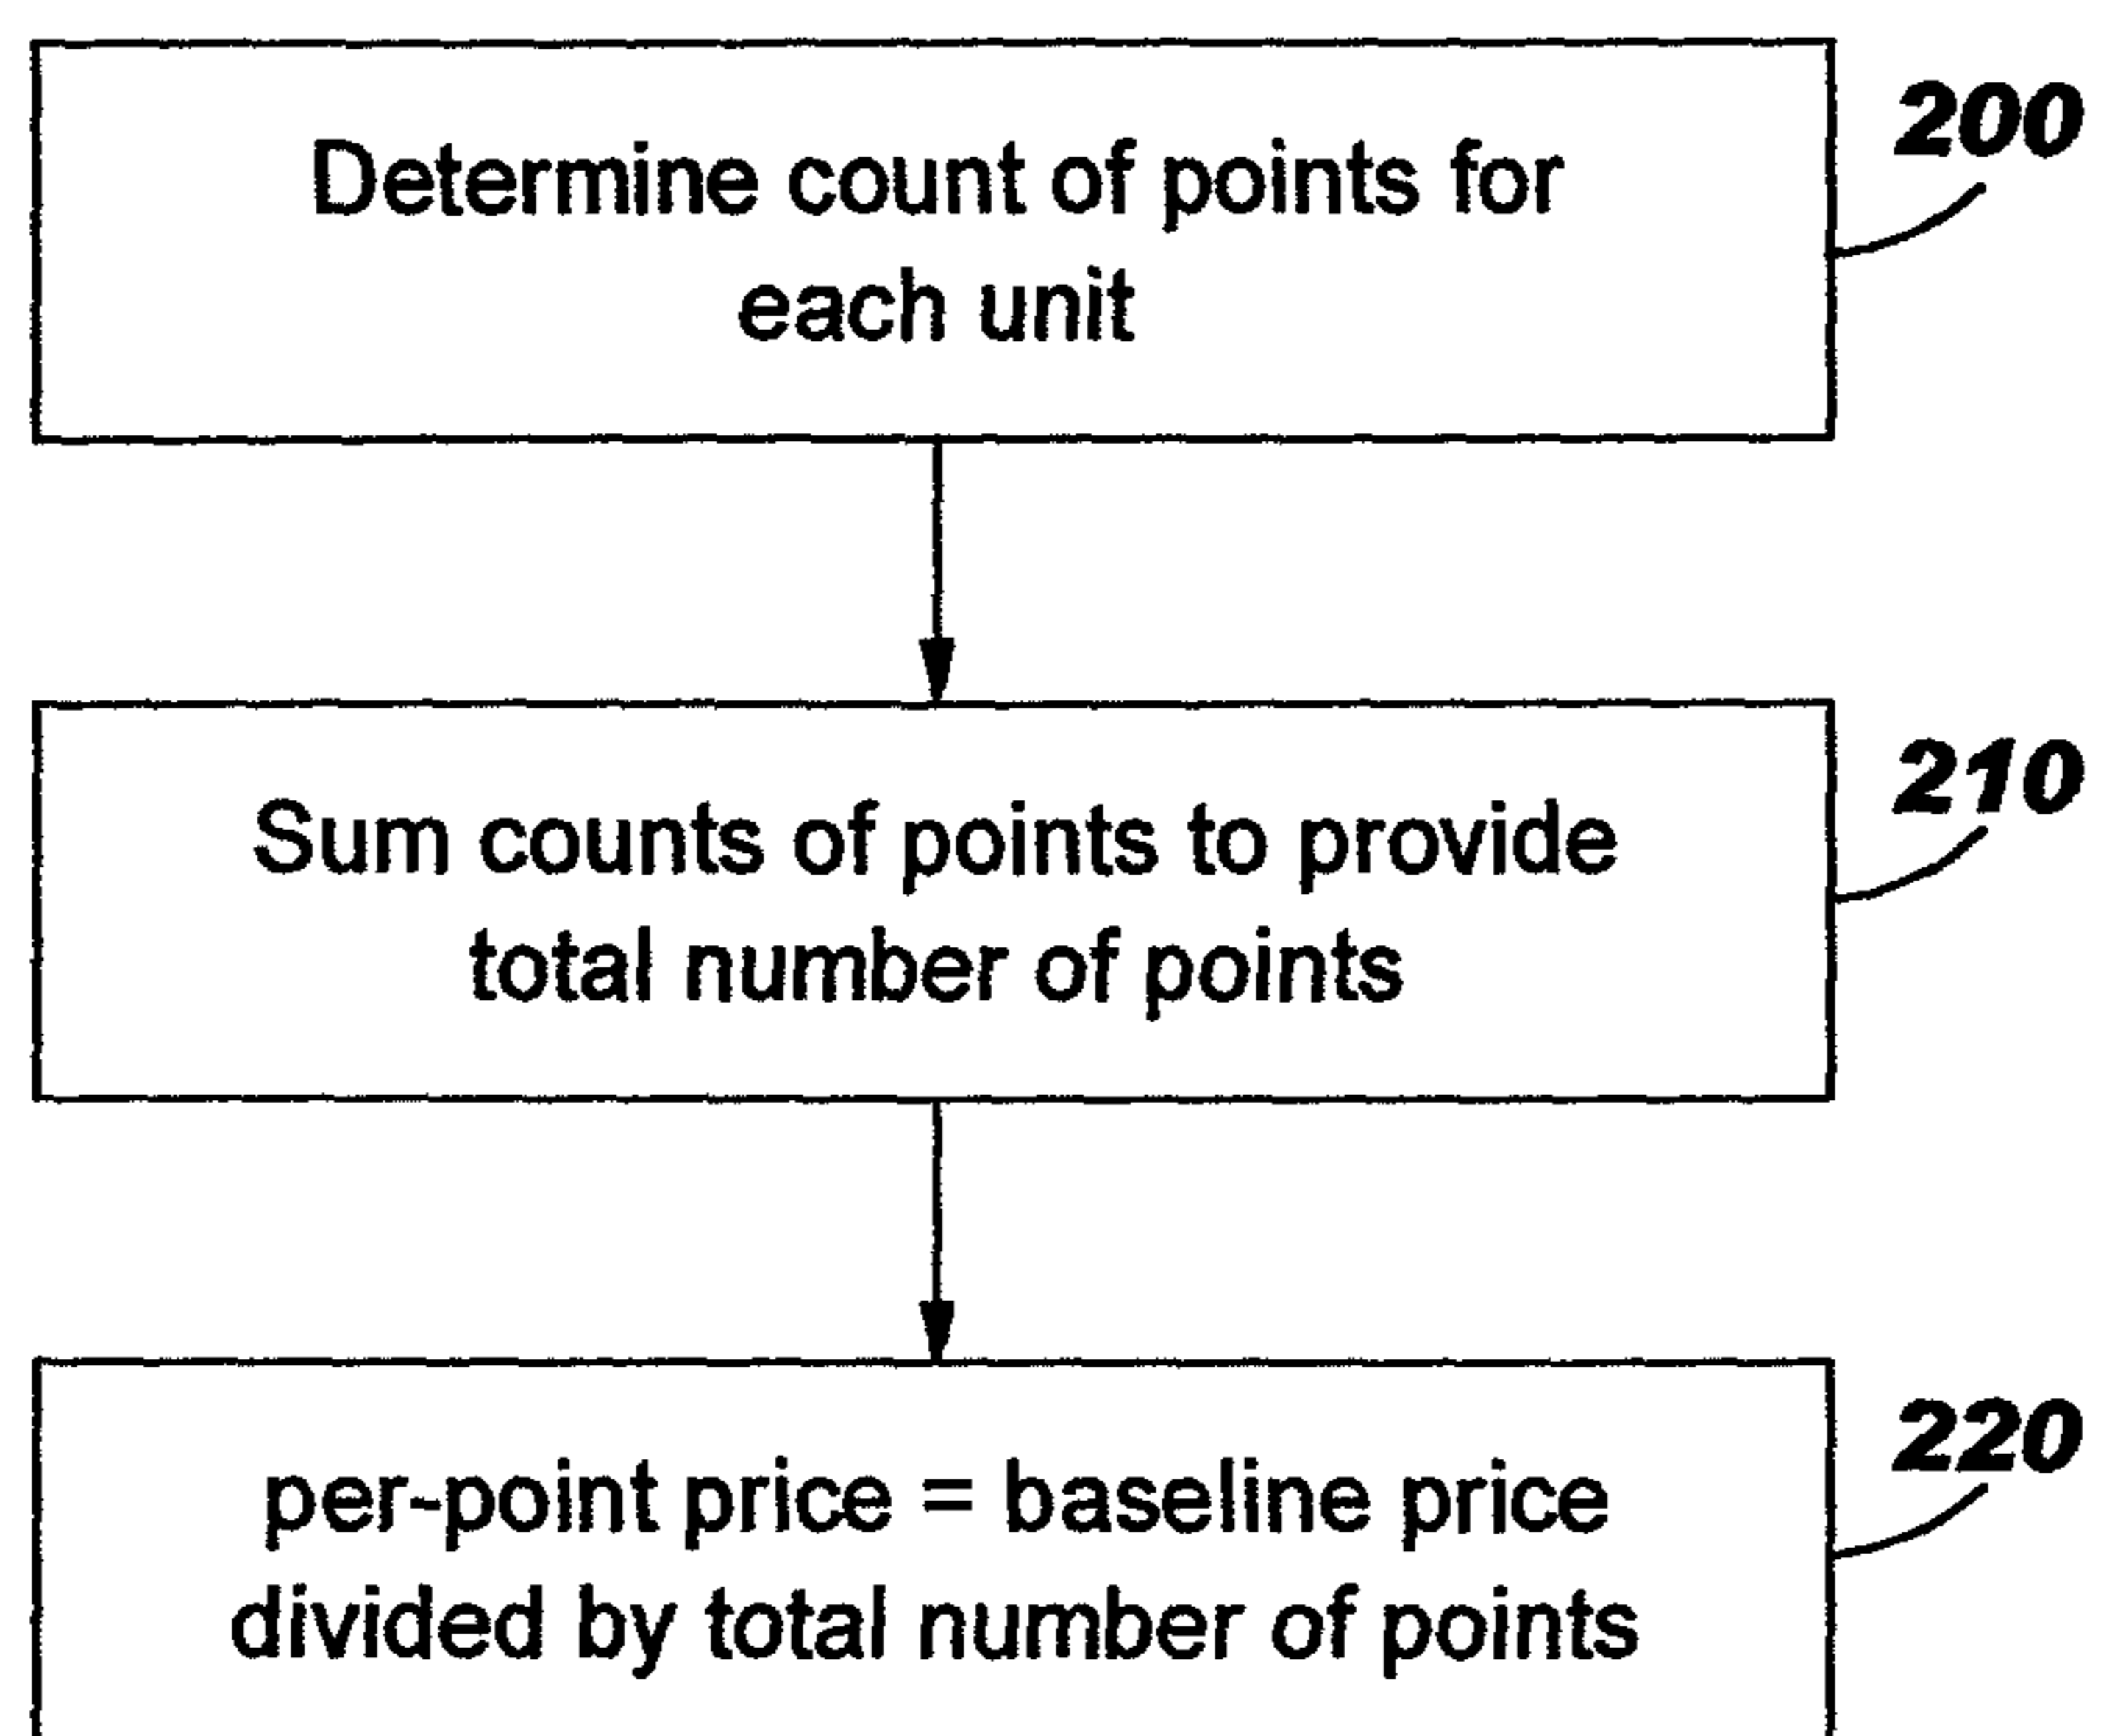 200
Determine count of points for
each unit
210
Sum counts of points to provide
total number of points
220
per-point price = baseline price
divided by total number of points